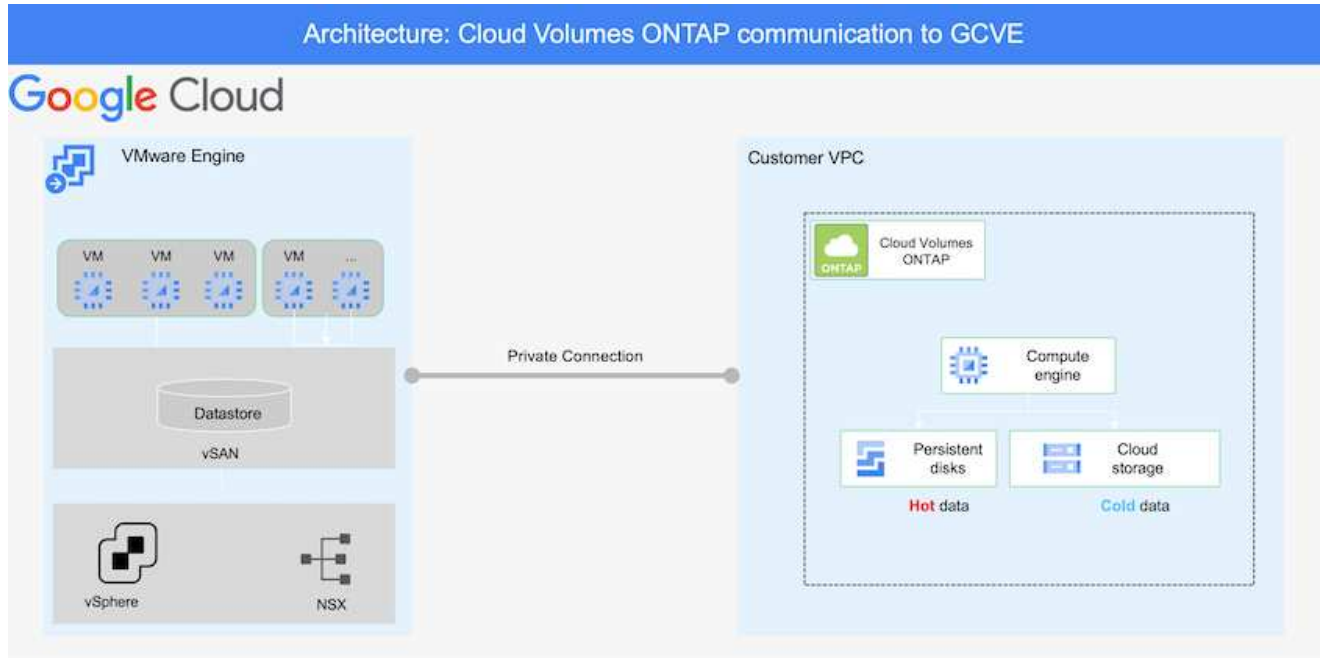 Architecture: Cloud Volumes ONTAP communication to GCVE
Google Cloud
VMware Engine
VM VM VM VM ...
Datastore
vSAN
vSphere
NSX
Private Connection
Customer VPC
ONTAP
Cloud Volumes
ONTAP
Compute
engine
Persistent
disks
Cloud
storage
Hot data
Cold data